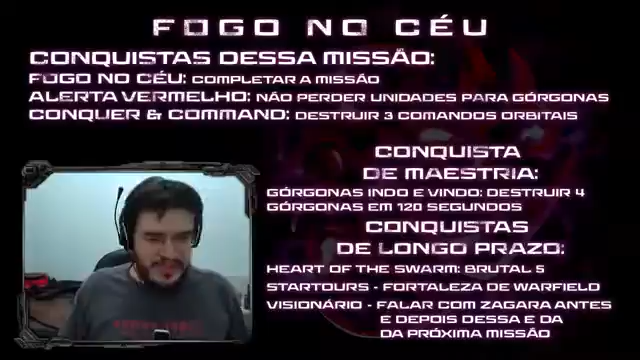 FOGO NO CÉU
CONQUISTAS DESSA MISSÃO:
FOGO NO CÉU: COMPLETAR A MISSÃO
ALERTA VERMELHO: NÃO PERDER UNIDADES PARA GÓRGONAS
CONQUER & COMMAND: DESTRUIR 3 COMANDOS ORBITAIS
CONQUISTA
DE MAESTRIA:
GÓRGONAS INDO E VINDO: DESTRUIR 4
GÓRGONAS EM 120 SEGUNDOS
CONQUISTAS
DE LONGO PRAZO:
HEART OF THE SWARM: BRUTAL 5
STARTOURS - FORTALEZA DE WARFIELD
VISIONÁRIO - FALAR COM ZAGARA ANTES
E DEPOIS DESSA E DA
DA PRÓXIMA MISSÃO